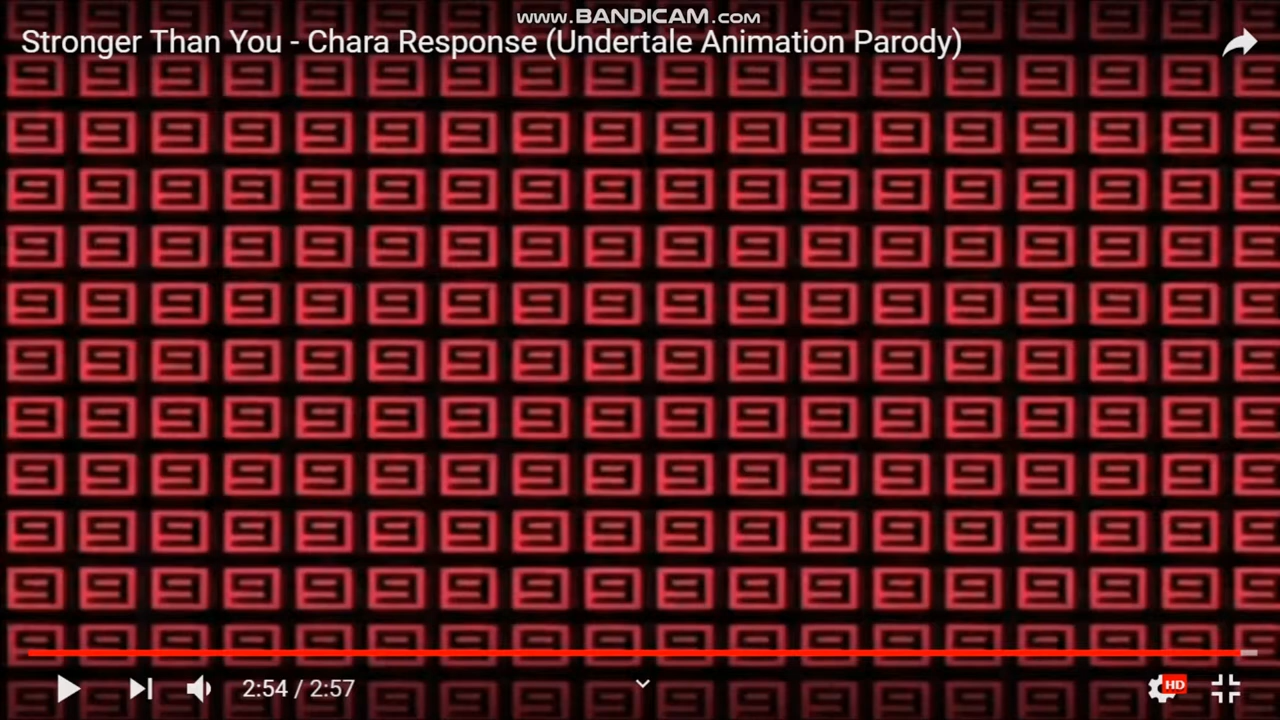 www.BANDICAM.com
Stronger Than You - Chara Response (Undertale Animation Parody)
2:54 / 2:57
HD